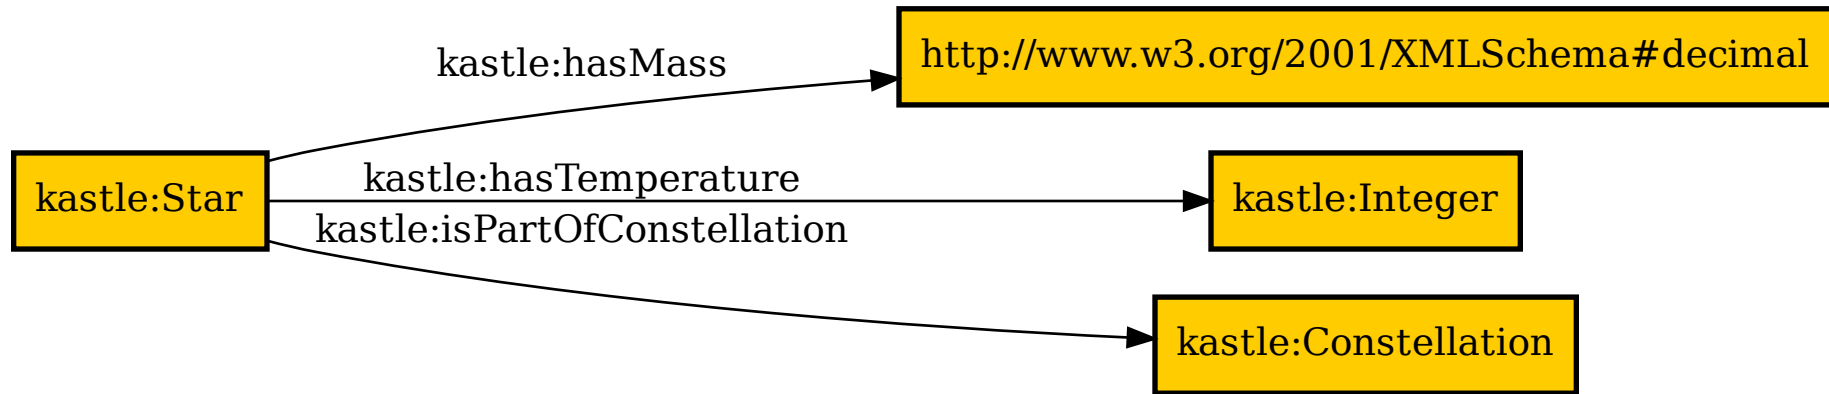 kastle:hasMass
http://www.w3.org/2001/XMLSchema#decimal
kastle:Star
kastle:hasTemperature
kastle:Integer
kastle:isPartOfConstellation
kastle:Constellation